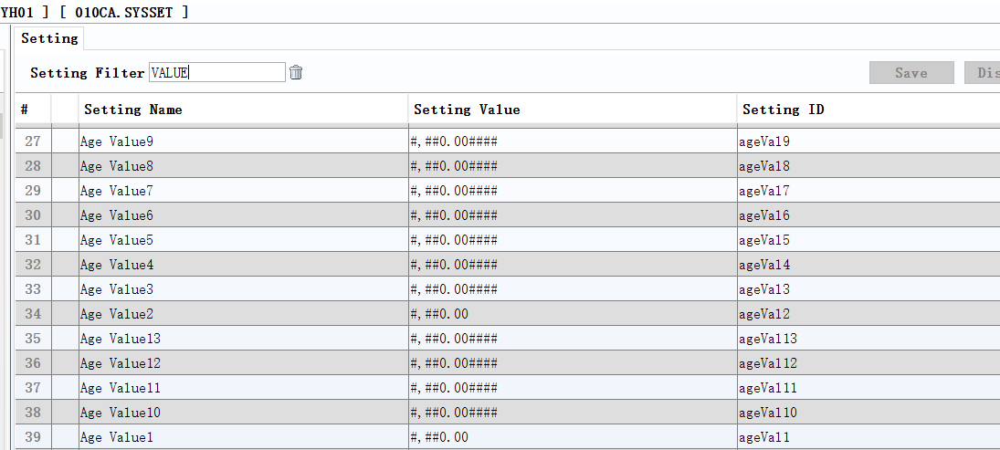 YH01 ] [ 010CA.SYSSET ]
Setting
Setting Filter VALUE Save Dis
# Setting Name Setting Value Setting ID
27 Age Value9 #,##0.00#### ageVal9
28 Age Value8 #,##0.00#### ageVal8
29 Age Value7 #,##0.00#### ageVal7
30 Age Value6 #,##0.00#### ageVal6
31 Age Value5 #,##0.00#### ageVal5
32 Age Value4 #,##0.00#### ageVal4
33 Age Value3 #,##0.00#### ageVal3
34 Age Value2 #,##0.00 ageVal2
35 Age Value13 #,##0.00#### ageVal13
36 Age Value12 #,##0.00#### ageVal12
37 Age Value11 #,##0.00#### ageVal11
38 Age Value10 #,##0.00#### ageVal10
39 Age Value1 #,##0.00 ageVal1